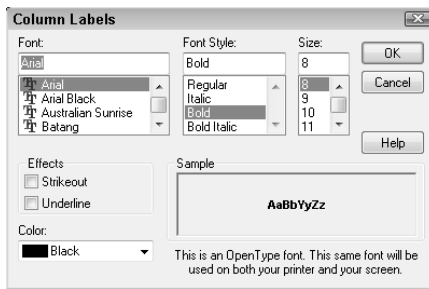 Column Labels
Font:
Font Style:
Size:
Arial
Bold
8
OK
Arial
Arial Black
Australian Sunrise
Batang
Regular
Italic
Bold
Bold Italic
8
9
10
11
Cancel
Help
Effects
Strikeout
Underline
Sample
AaBbYyZz
Color:
Black
This is an OpenType font. This same font will be
used on both your printer and your screen.